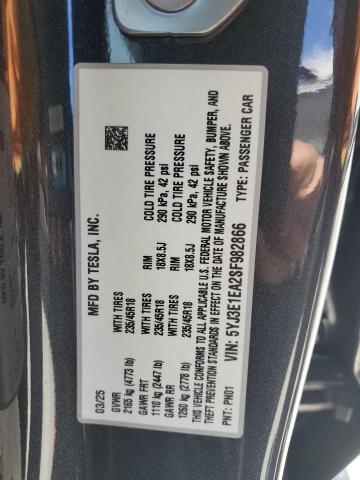 MFD BY TESLA, INC.
03/25
GVWR WITH TIRES RIM COLD TIRE PRESSURE
2165 kg (4773 lb) 235/45R18 18X8.5J 290 kPa, 42 psi
GAWR FRT WITH TIRES RIM COLD TIRE PRESSURE
1110 kg (2447 lb) 235/45R18 18X8.5J 290 kPa, 42 psi
GAWR RR WITH TIRES
1260 kg (2778 lb) 235/45R18
THIS VEHICLE CONFORMS TO ALL APPLICABLE U.S. FEDERAL MOTOR VEHICLE SAFETY, BUMPER, AND
THEFT PREVENTION STANDARDS IN EFFECT ON THE DATE OF MANUFACTURE SHOWN ABOVE.
PNT: PN01 VIN: 5YJ3E1EA2SF982866 TYPE: PASSENGER CAR